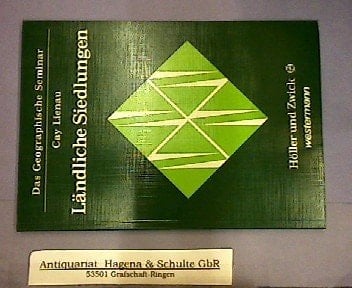 Das Geographische Seminar
Cay Lienau
Ländliche Siedlungen
Höller und Zwick
westermann
Antiquariat Hagena & Schulte GbR
53501 Grafschaft-Ringen